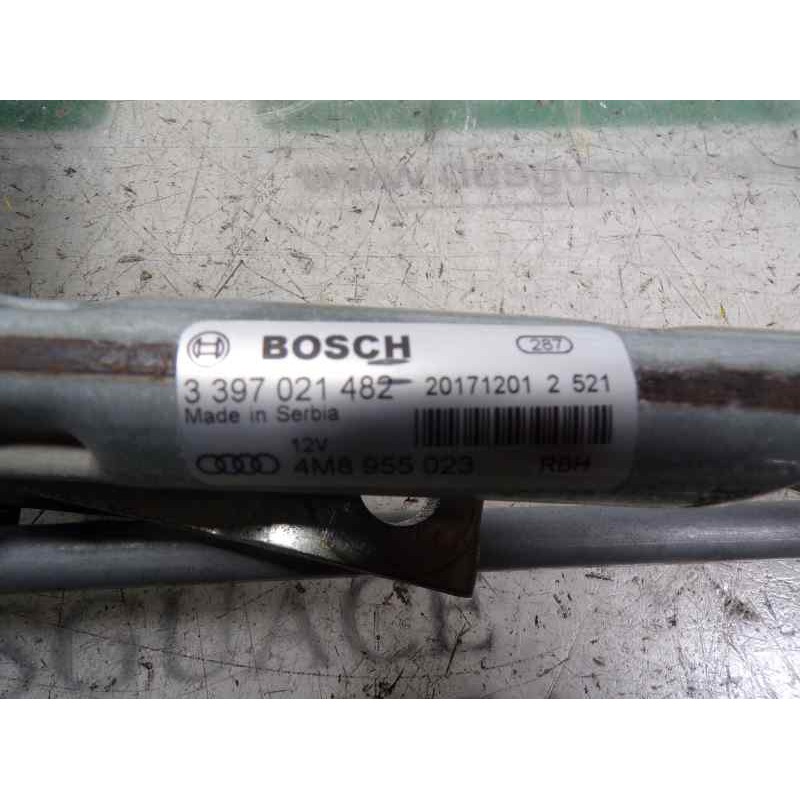 BOSCH 287
3 397 021 482 20171201 2 521
Made in Serbia
12V
4M8 955 023 RBH